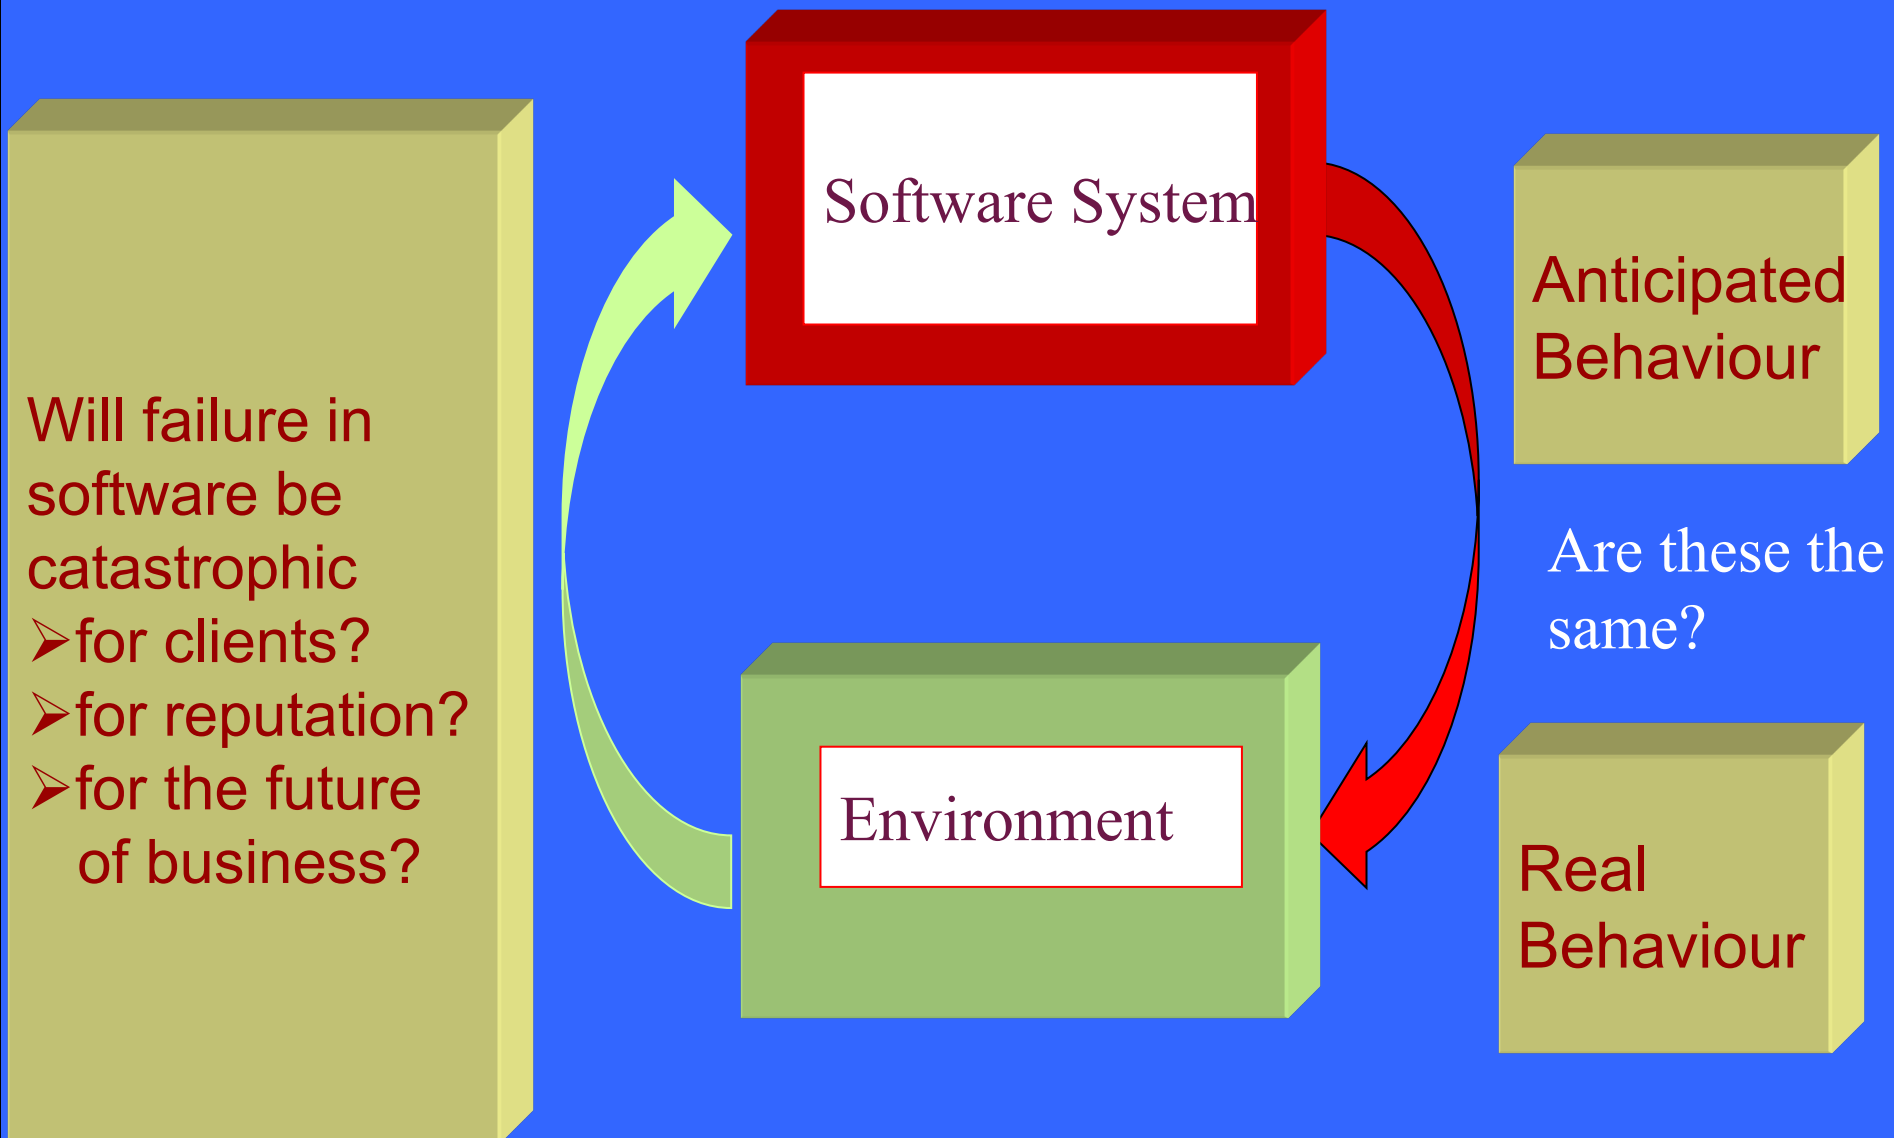 Will failure in
software be
catastrophic
➢for clients?
➢for reputation?
➢for the future
of business?
Software System
Environment
Anticipated
Behaviour
Are these the
same?
Real
Behaviour